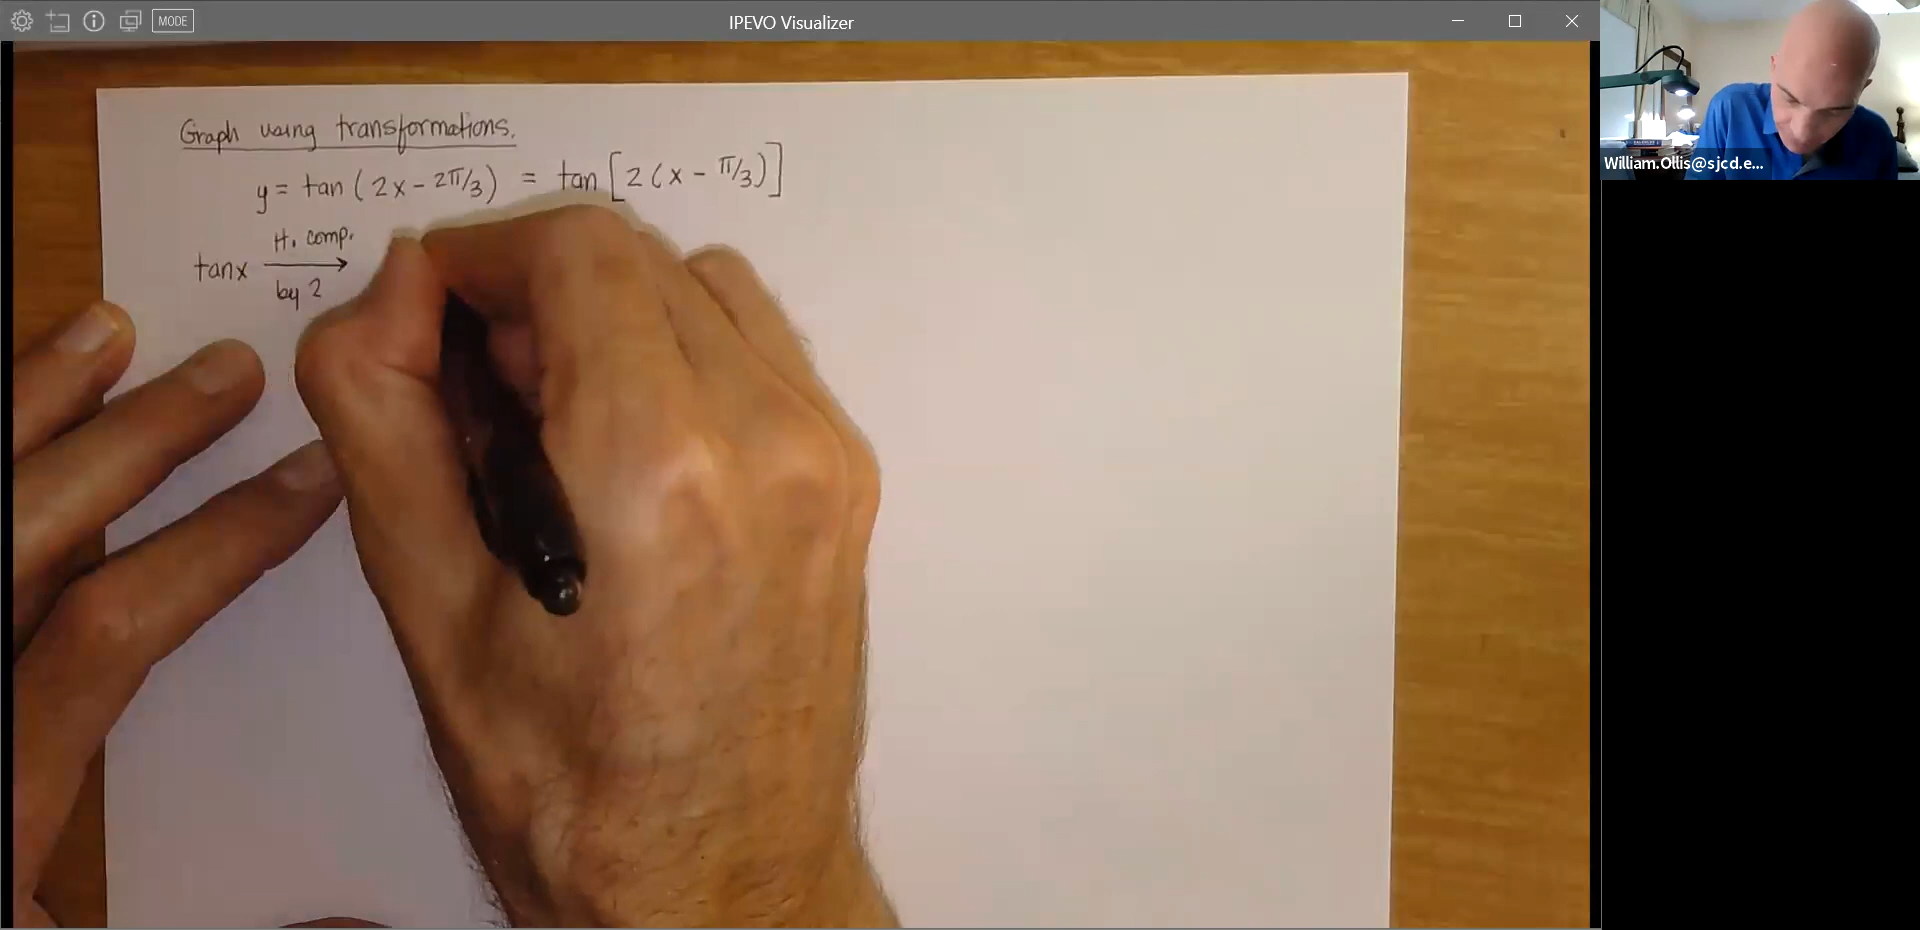 MODE
IPEVO Visualizer
Graph using transformations.
y = tan ( 2x - 2π/3 ) = tan [ 2 ( x - π/3 ) ]
H. comp.
tanx →
by 2
William.Ollis@sjcd.e...